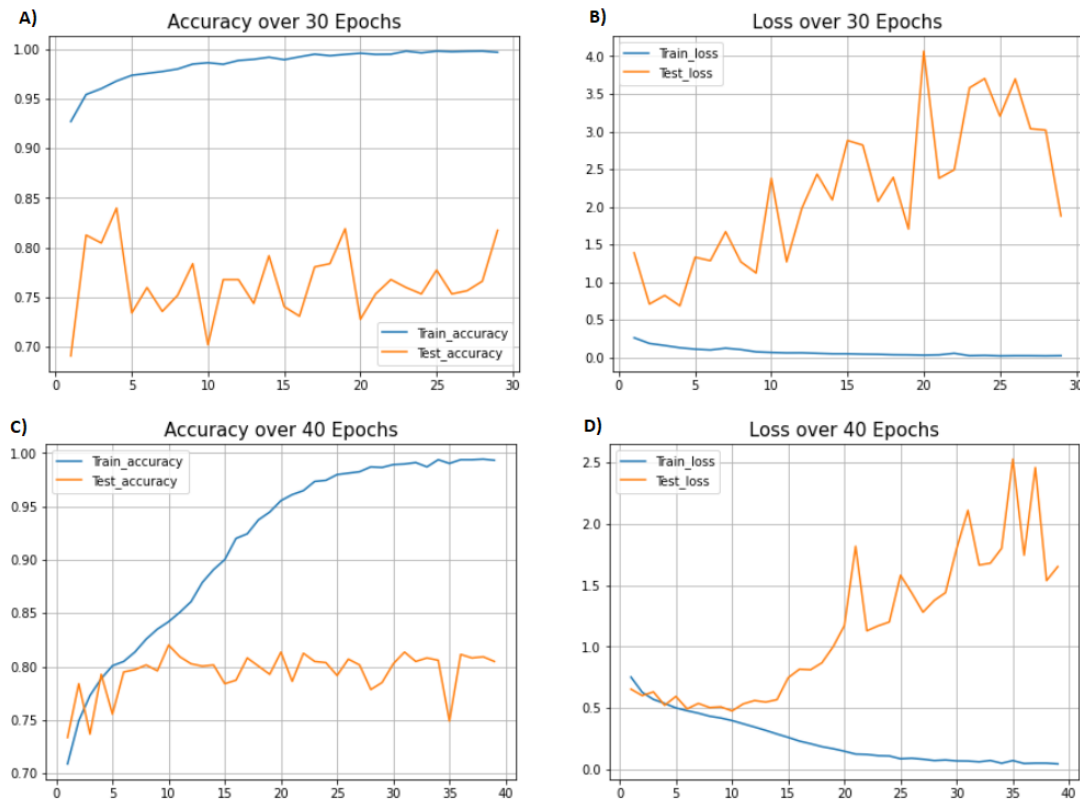 A)
Accuracy over 30 Epochs
1.00
0.95
0.90
0.85
0.80
0.75
0.70
Train_accuracy
Test_accuracy
0 5 10 15 20 25 30
B)
Loss over 30 Epochs
Train_loss
Test_loss
4.0
3.5
3.0
2.5
2.0
1.5
1.0
0.5
0.0
0 5 10 15 20 25 30
C)
Accuracy over 40 Epochs
Train_accuracy
Test_accuracy
1.00
0.95
0.90
0.85
0.80
0.75
0.70
0 5 10 15 20 25 30 35 40
D)
Loss over 40 Epochs
Train_loss
Test_loss
2.5
2.0
1.5
1.0
0.5
0.0
0 5 10 15 20 25 30 35 40